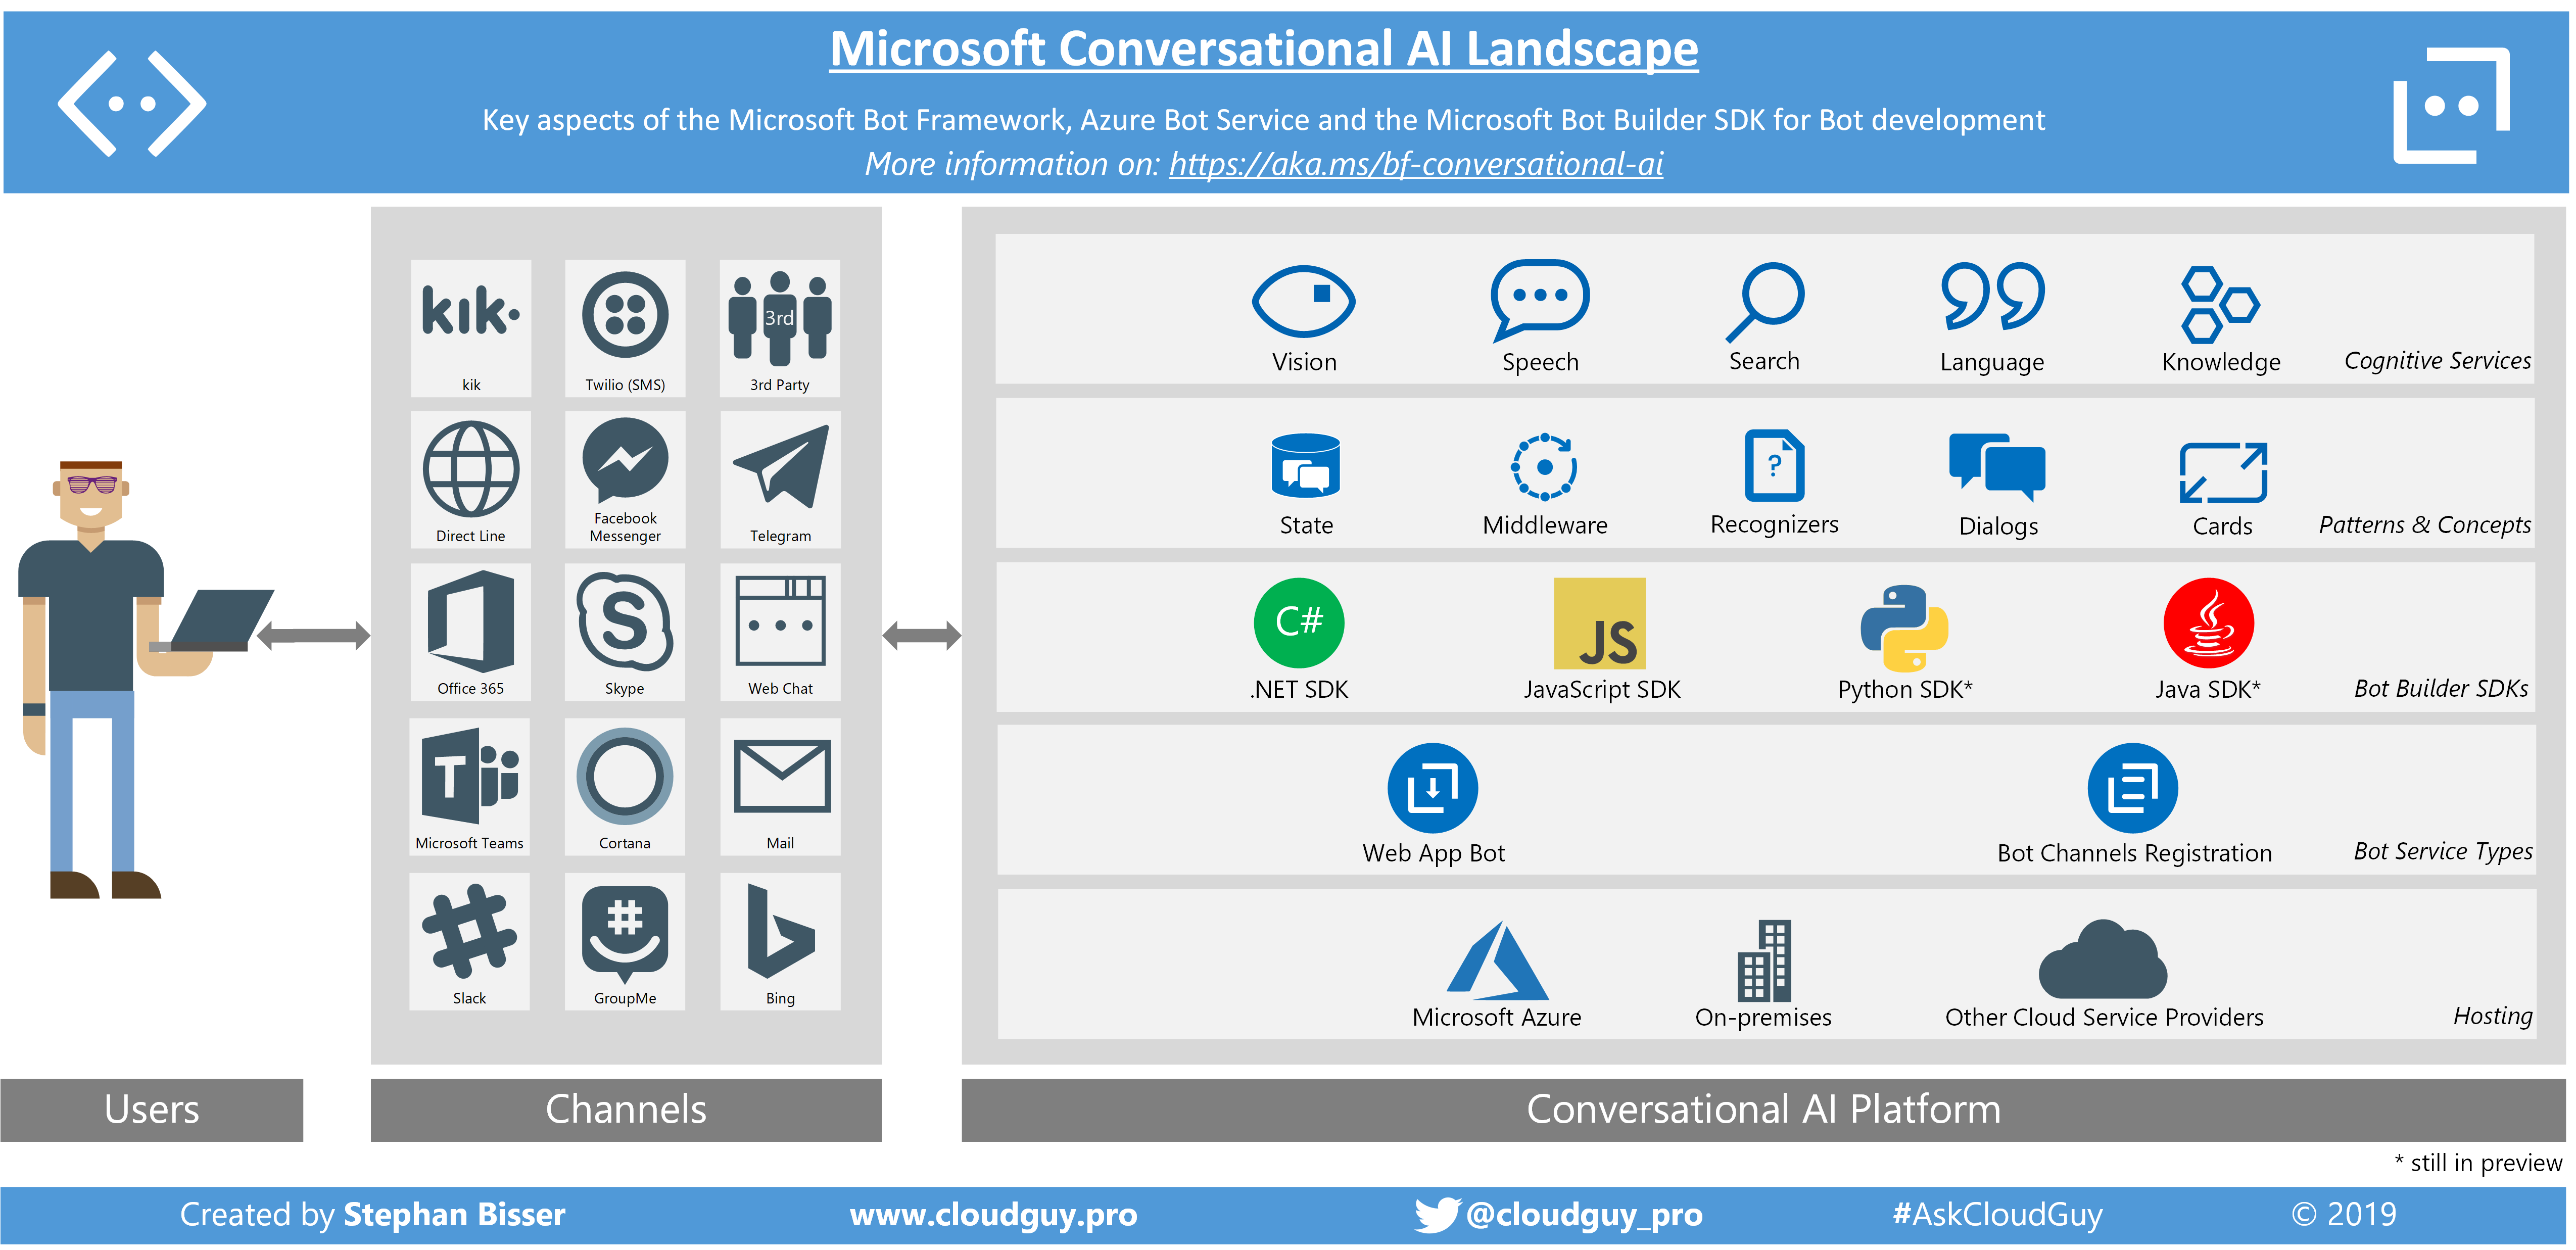 Microsoft Conversational AI Landscape
Key aspects of the Microsoft Bot Framework, Azure Bot Service and the Microsoft Bot Builder SDK for Bot development
More information on: https://aka.ms/bf-conversational-ai
kik
kik
Twilio (SMS)
3rd
3rd Party
Direct Line
Facebook
Messenger
Telegram
Office 365
S
Skype
Web Chat
T
Microsoft Teams
Cortana
Mail
Slack
#
GroupMe
b
Bing
Vision
Speech
Search
Language
Knowledge
Cognitive Services
State
Middleware
?
Recognizers
Dialogs
Cards
Patterns & Concepts
C#
.NET SDK
JS
JavaScript SDK
Python SDK*
Java SDK*
Bot Builder SDKs
Web App Bot
Bot Channels Registration
Bot Service Types
Microsoft Azure
On-premises
Other Cloud Service Providers
Hosting
Users
Channels
Conversational AI Platform
* still in preview
Created by Stephan Bisser
www.cloudguy.pro
@cloudguy_pro
#AskCloudGuy
© 2019